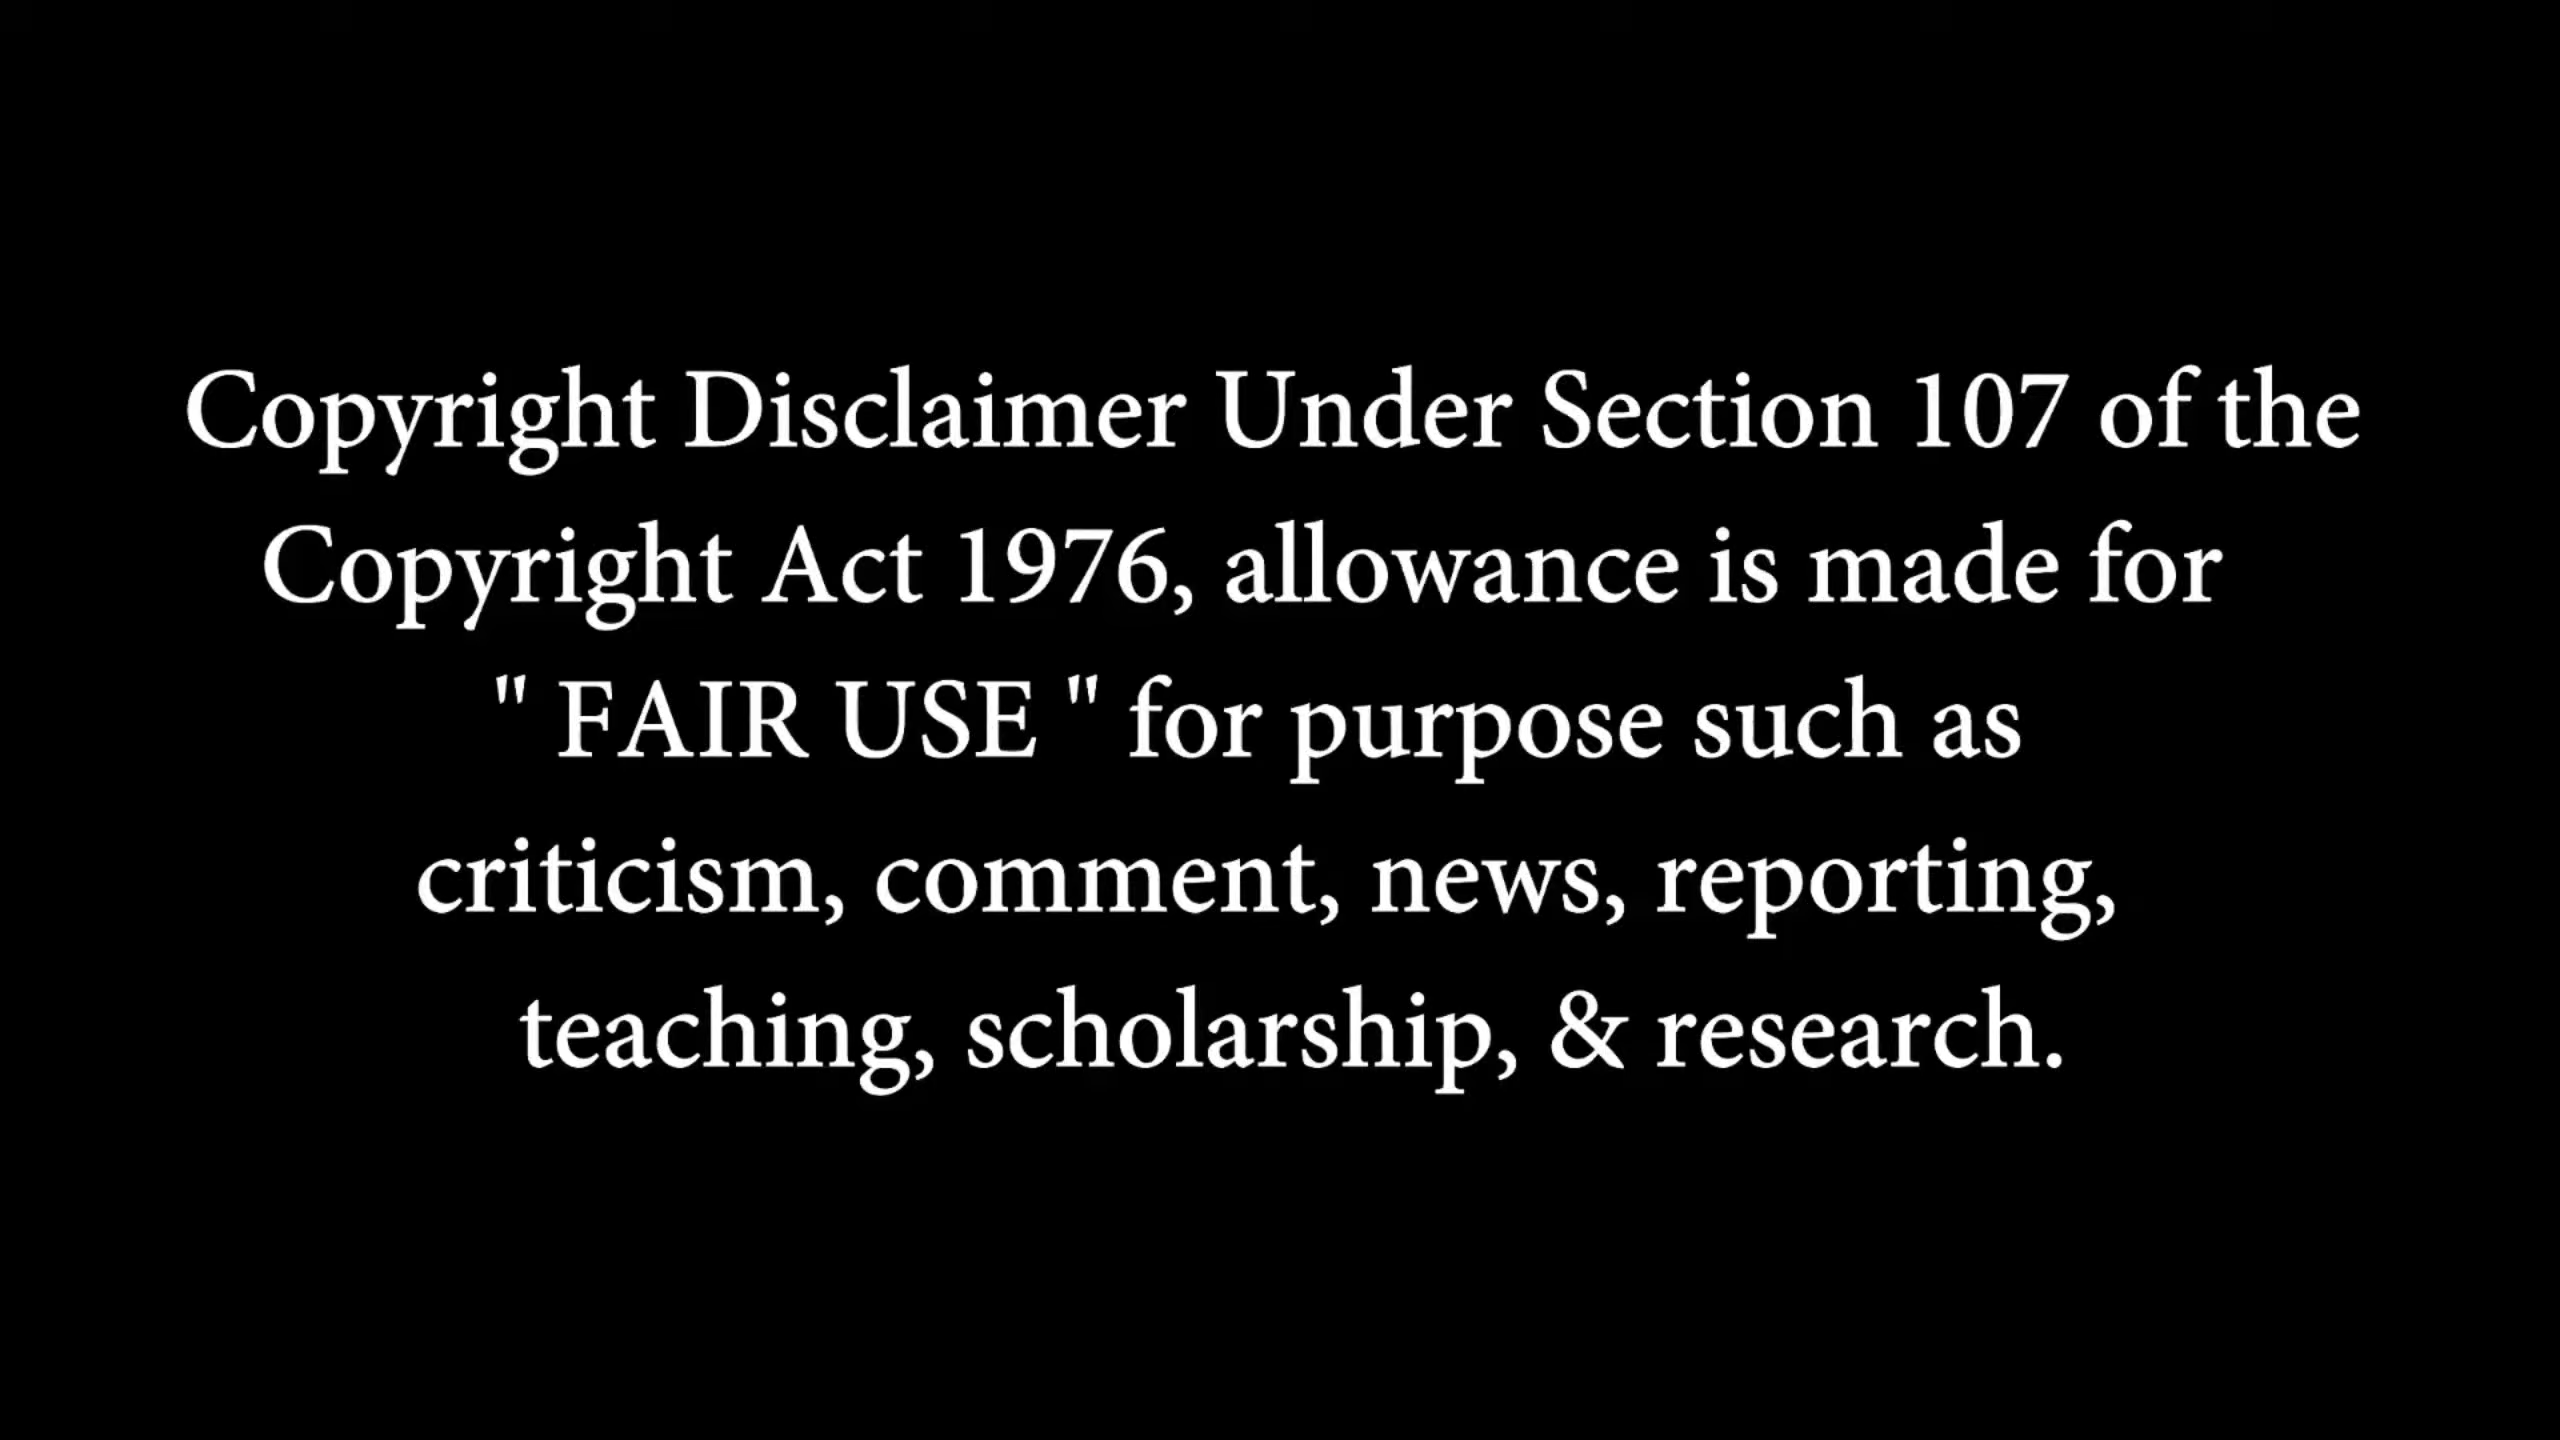 Copyright Disclaimer Under Section 107 of the
Copyright Act 1976, allowance is made for
" FAIR USE " for purpose such as
criticism, comment, news, reporting,
teaching, scholarship, & research.